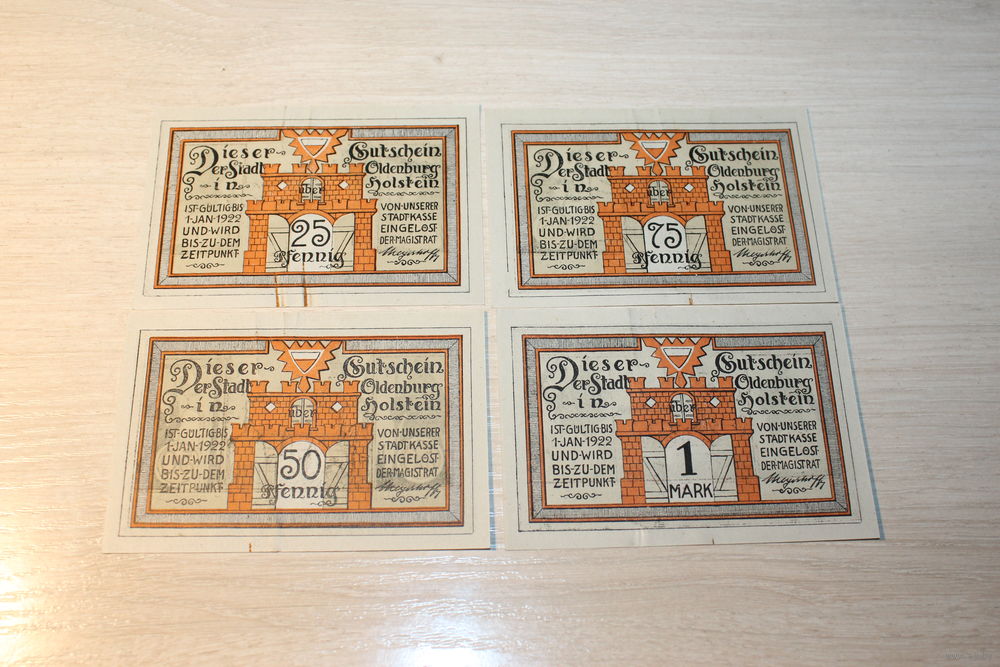 Dieser Gutschein
Der Stadt Oldenburg
in Holstein
über
25
Pfennig
IST GÜLTIG BIS
1·JAN·1922
UND·WIRD
BIS·ZU·DEM
ZEITPUNKT
VON·UNSERER
STADTKASSE
EINGELÖST
DER·MAGISTRAT
Dieser Gutschein
Der Stadt Oldenburg
in Holstein
über
75
Pfennig
IST·GÜLTIG BIS
1·JAN·1922
UND·WIRD
BIS·ZU·DEM
ZEITPUNKT
VON·UNSERER
STADTKASSE
EINGELÖST
DER·MAGISTRAT
Dieser Gutschein
Der Stadt Oldenburg
in Holstein
über
50
Pfennig
IST·GÜLTIG BIS
1·JAN·1922
UND·WIRD
BIS·ZU·DEM
ZEITPUNKT
VON·UNSERER
STADTKASSE
EINGELÖST
DER·MAGISTRAT
Dieser Gutschein
Der Stadt Oldenburg
in Holstein
über
1
MARK
IST·GÜLTIG BIS
1·JAN·1922
UND·WIRD
BIS·ZU·DEM
ZEITPUNKT
VON·UNSERER
STADTKASSE
EINGELÖST
DER·MAGISTRAT